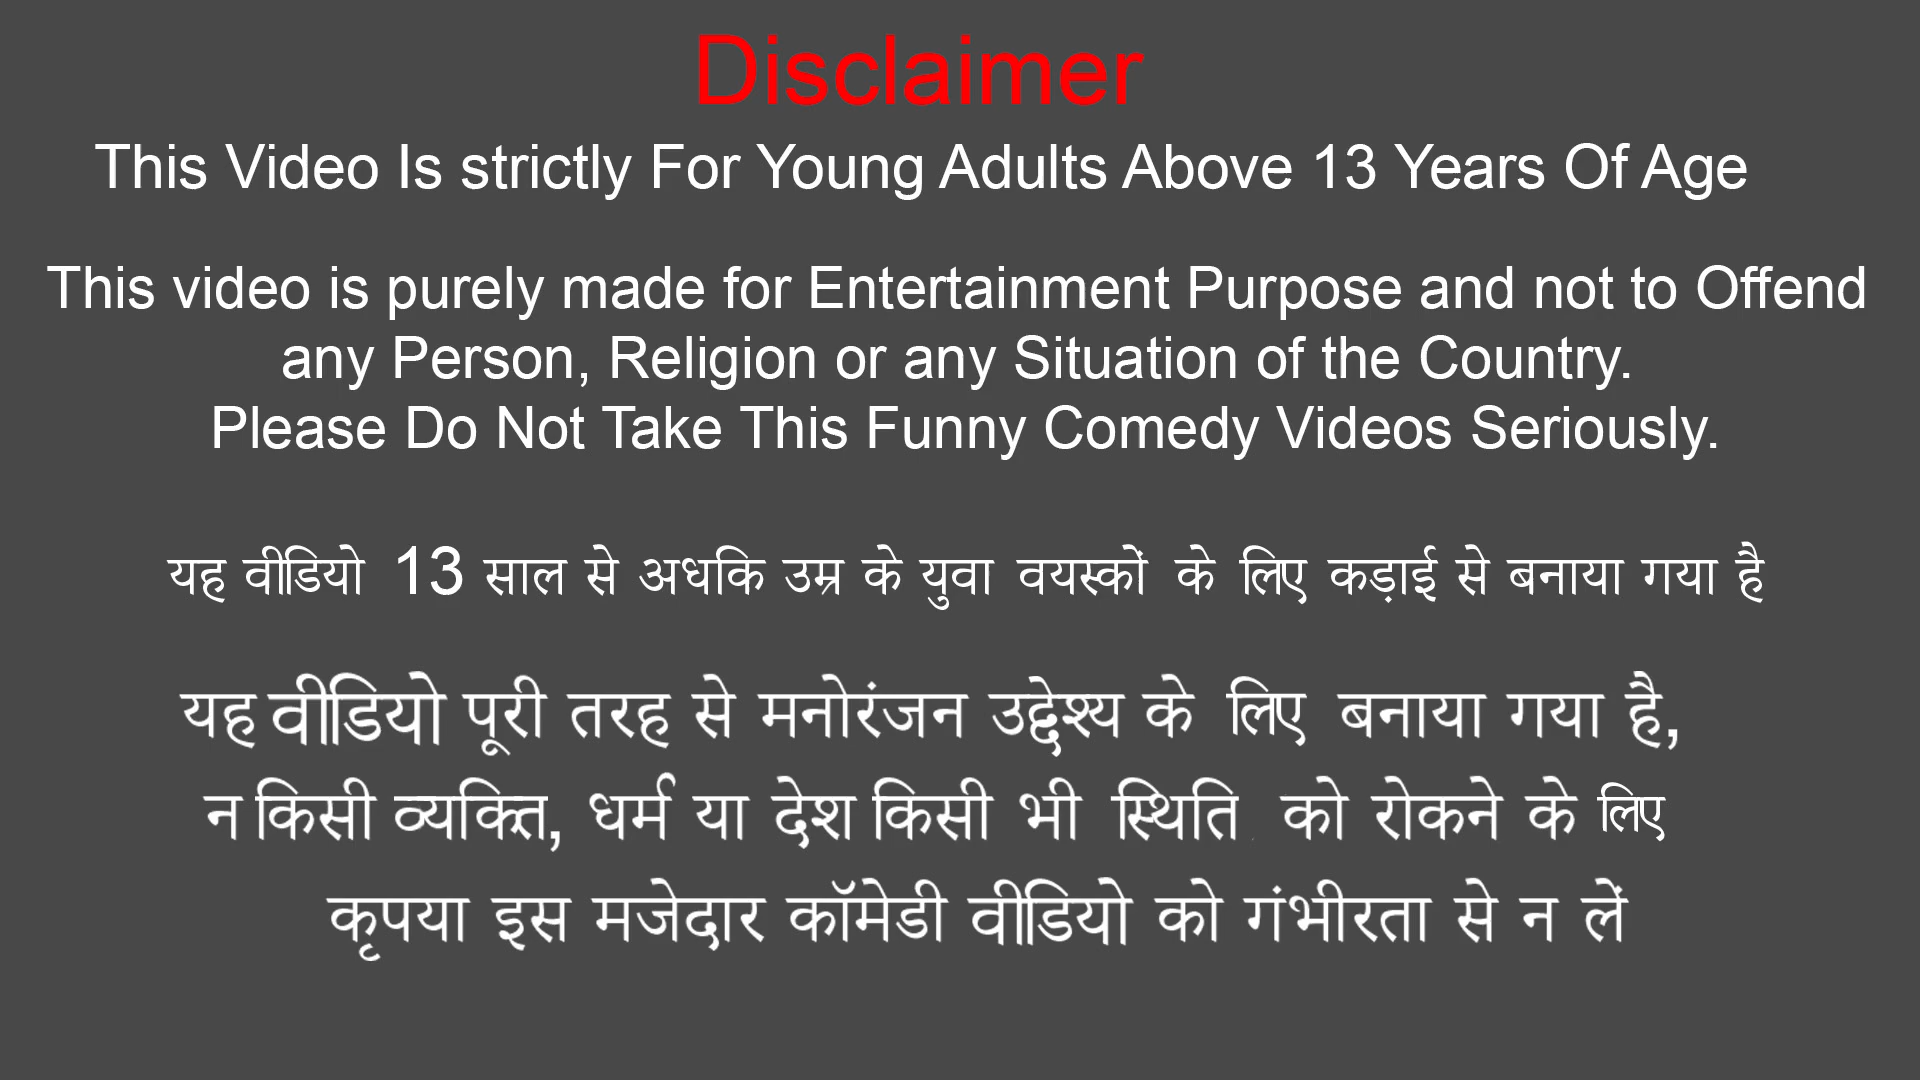 Disclaimer
This Video Is strictly For Young Adults Above 13 Years Of Age
This video is purely made for Entertainment Purpose and not to Offend
any Person, Religion or any Situation of the Country.
Please Do Not Take This Funny Comedy Videos Seriously.
यह वीडियो 13 साल से अधकि उम्र के युवा वयस्कों के लिए कड़ाई से बनाया गया है
यह वीडियो पूरी तरह से मनोरंजन उद्देश्य के लिए बनाया गया है,
न किसी व्यक्ति, धर्म या देश किसी भी स्थिति को रोकने के लिए
कृपया इस मजेदार कॉमेडी वीडियो को गंभीरता से न लें